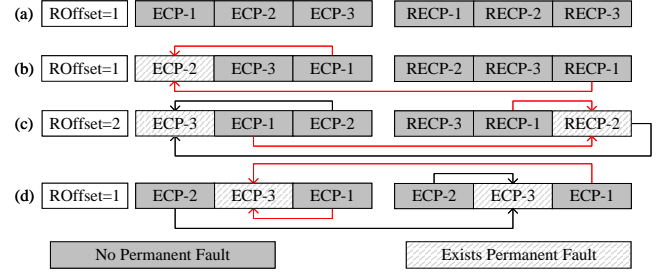 (a) ROffset=1 ECP-1 ECP-2 ECP-3 RECP-1 RECP-2 RECP-3
(b) ROffset=1 ECP-2 ECP-3 ECP-1 RECP-2 RECP-3 RECP-1
(c) ROffset=2 ECP-3 ECP-1 ECP-2 RECP-3 RECP-1 RECP-2
(d) ROffset=1 ECP-2 ECP-3 ECP-1 ECP-2 ECP-3 ECP-1
No Permanent Fault Exists Permanent Fault